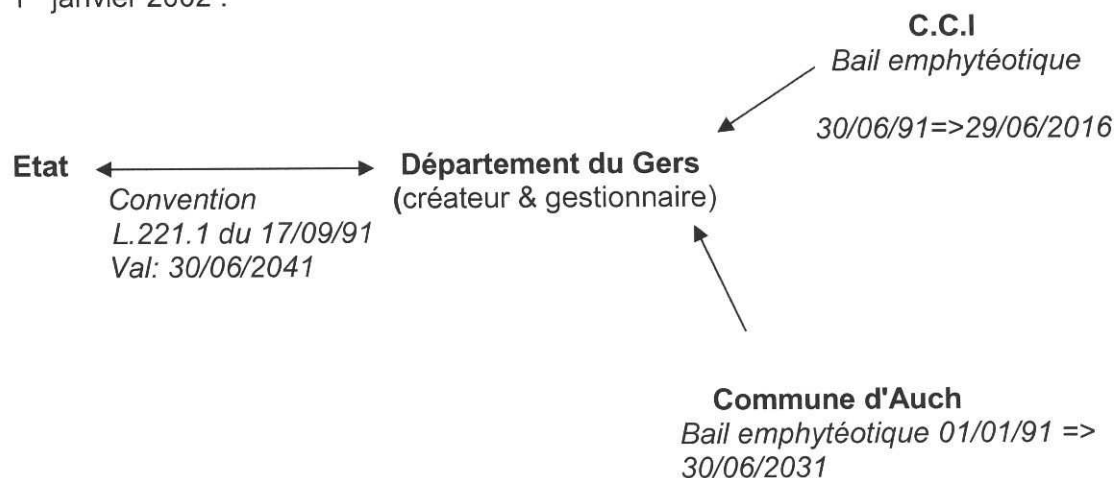 1er janvier 2002 :
C.C.I
Bail emphytéotique
30/06/91=>29/06/2016
Etat
Département du Gers
(créateur & gestionnaire)
Convention
L.221.1 du 17/09/91
Val: 30/06/2041
Commune d'Auch
Bail emphytéotique 01/01/91 =>
30/06/2031